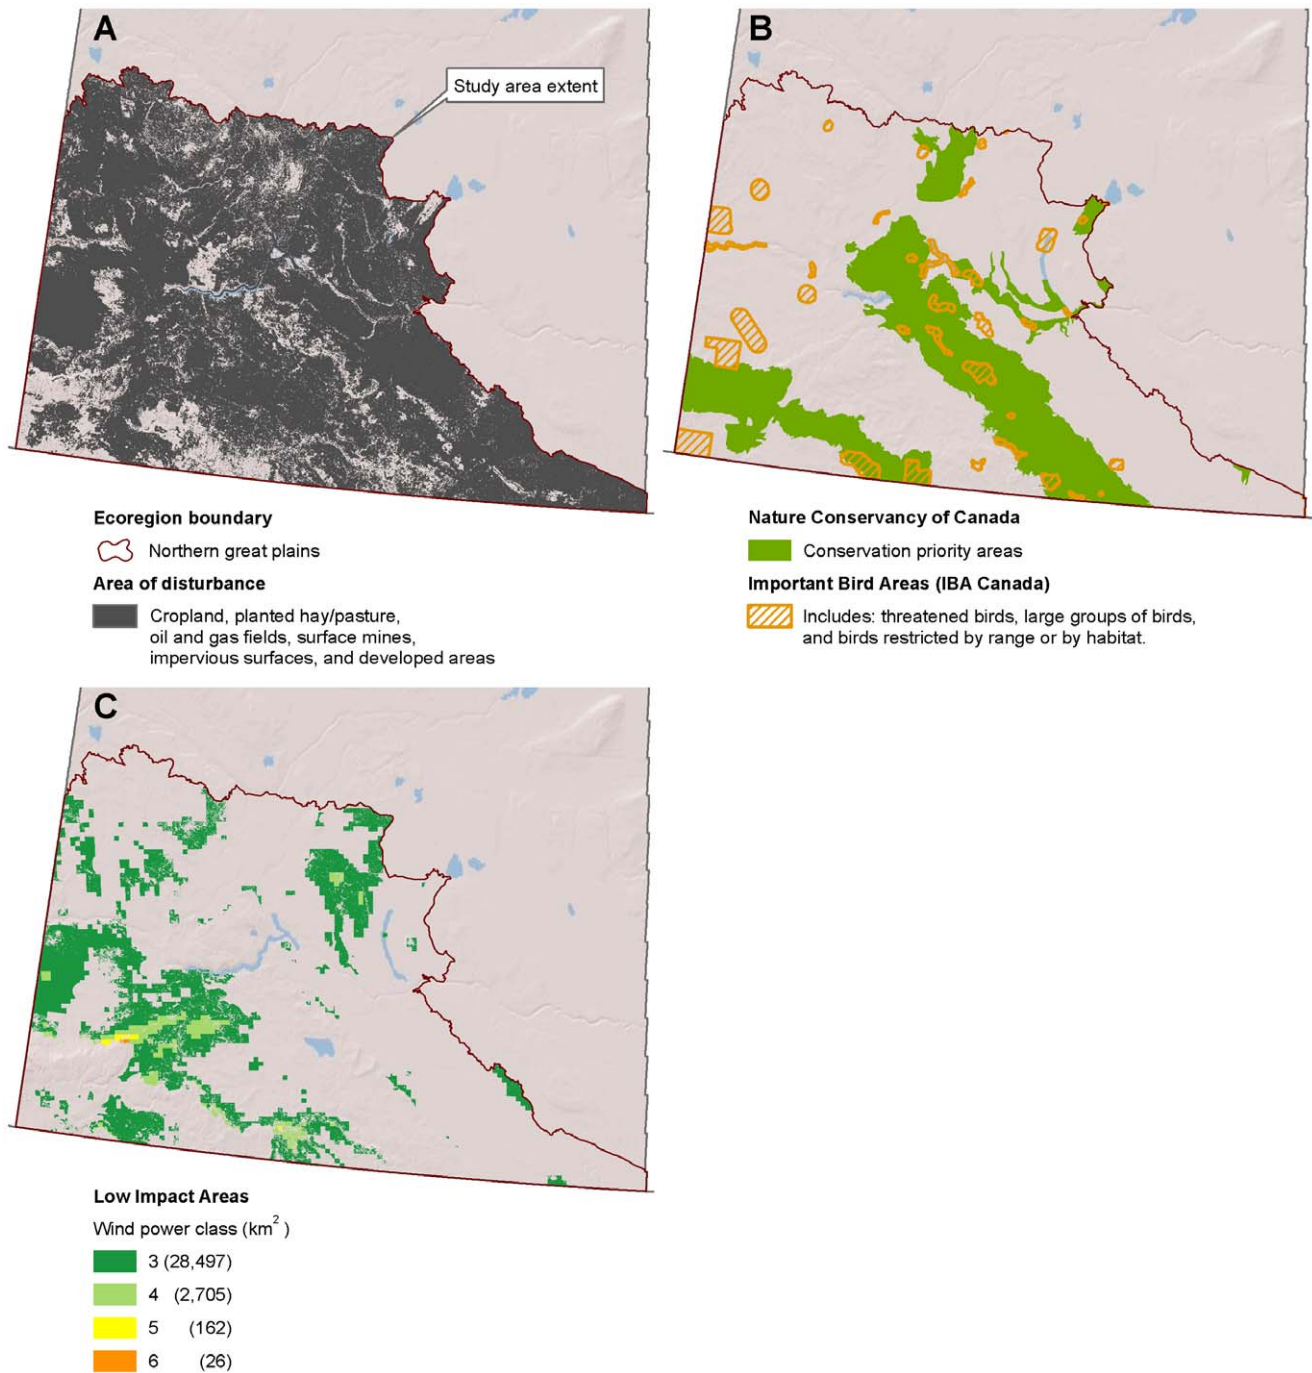 A
Study area extent
Ecoregion boundary
Northern great plains
Area of disturbance
Cropland, planted hay/pasture,
oil and gas fields, surface mines,
impervious surfaces, and developed areas
B
Nature Conservancy of Canada
Conservation priority areas
Important Bird Areas (IBA Canada)
Includes: threatened birds, large groups of birds,
and birds restricted by range or by habitat.
C
Low Impact Areas
Wind power class (km²)
3 (28,497)
4 (2,705)
5 (162)
6 (26)